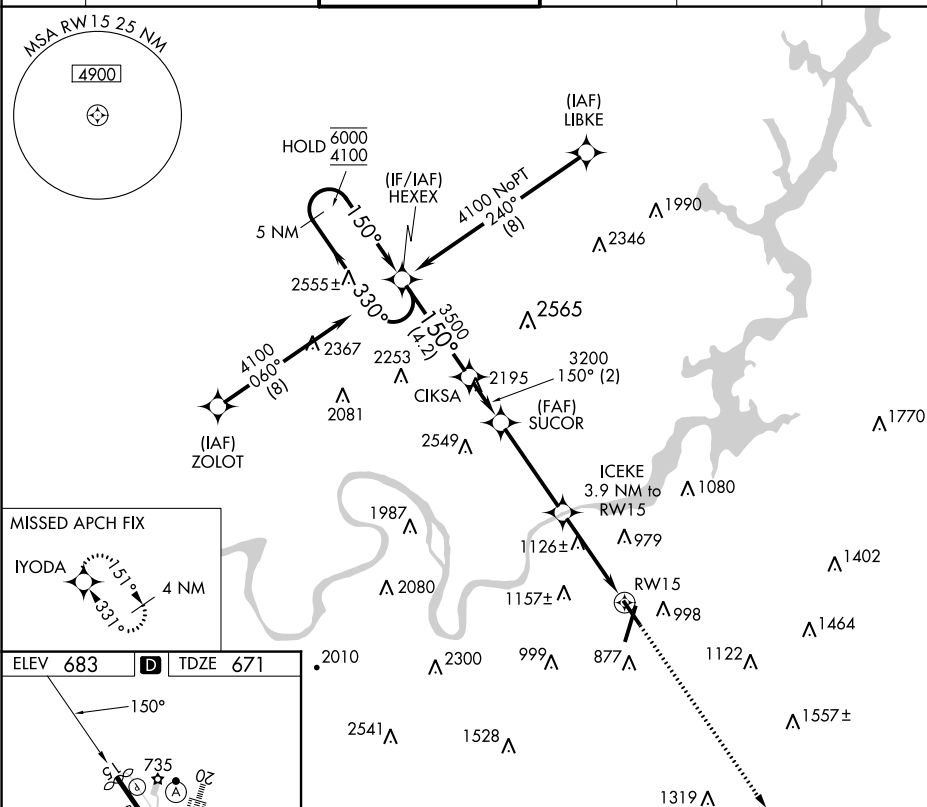 MSA RW15 25 NM
4900
(IAF)
LIBKE
HOLD 6000
4100
(IF/IAF)
HEXEX
4100 NoPT
240°
(8)
150°
5 NM
1990
2346
2555±
330°
3500
150°
(4.2)
2565
4100
060°
(8)
2367
2253
3200
150° (2)
2195
CIKSA
2081
(FAF)
SUCOR
(IAF)
ZOLOT
2549
1770
ICEKE
3.9 NM to
RW15
1080
MISSED APCH FIX
1987
1126±
979
IYODA
151°
4 NM
331°
1402
2080
1157±
RW15
998
1464
ELEV 683 D TDZE 671
2010
2300
999
877
1122
150°
2541
1528
1557±
735
A
20
1319